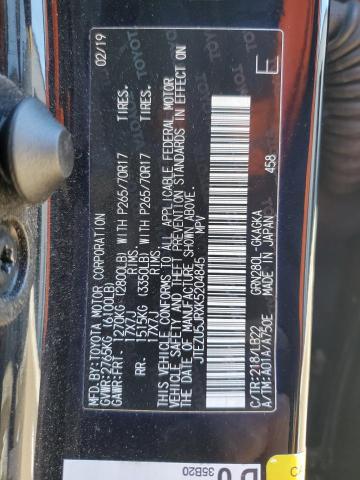 MFD.BY:TOYOTA MOTOR CORPORATION 02/19
GVWR:2765KG (6100LB)
GAWR:FRT. 1270KG (2800LB) WITH P265/70R17 TIRES.
17X7J RIMS.
RR. 1515KG (3350LB) WITH P265/70R17 TIRES.
17X7J RIMS.
THIS VEHICLE CONFORMS TO ALL APPLICABLE FEDERAL MOTOR
VEHICLE SAFETY AND THEFT PREVENTION STANDARDS IN EFFECT ON
THE DATE OF MANUFACTURE SHOWN ABOVE.
JTEZU5JRXK5204845 MPV
C/TR:218/LB22 GRN280L-GKAGKA
A/TM:A01A/A750E MADE IN JAPAN 458
E
TOYOTA
TOYOTA
TOYOTA
35B20